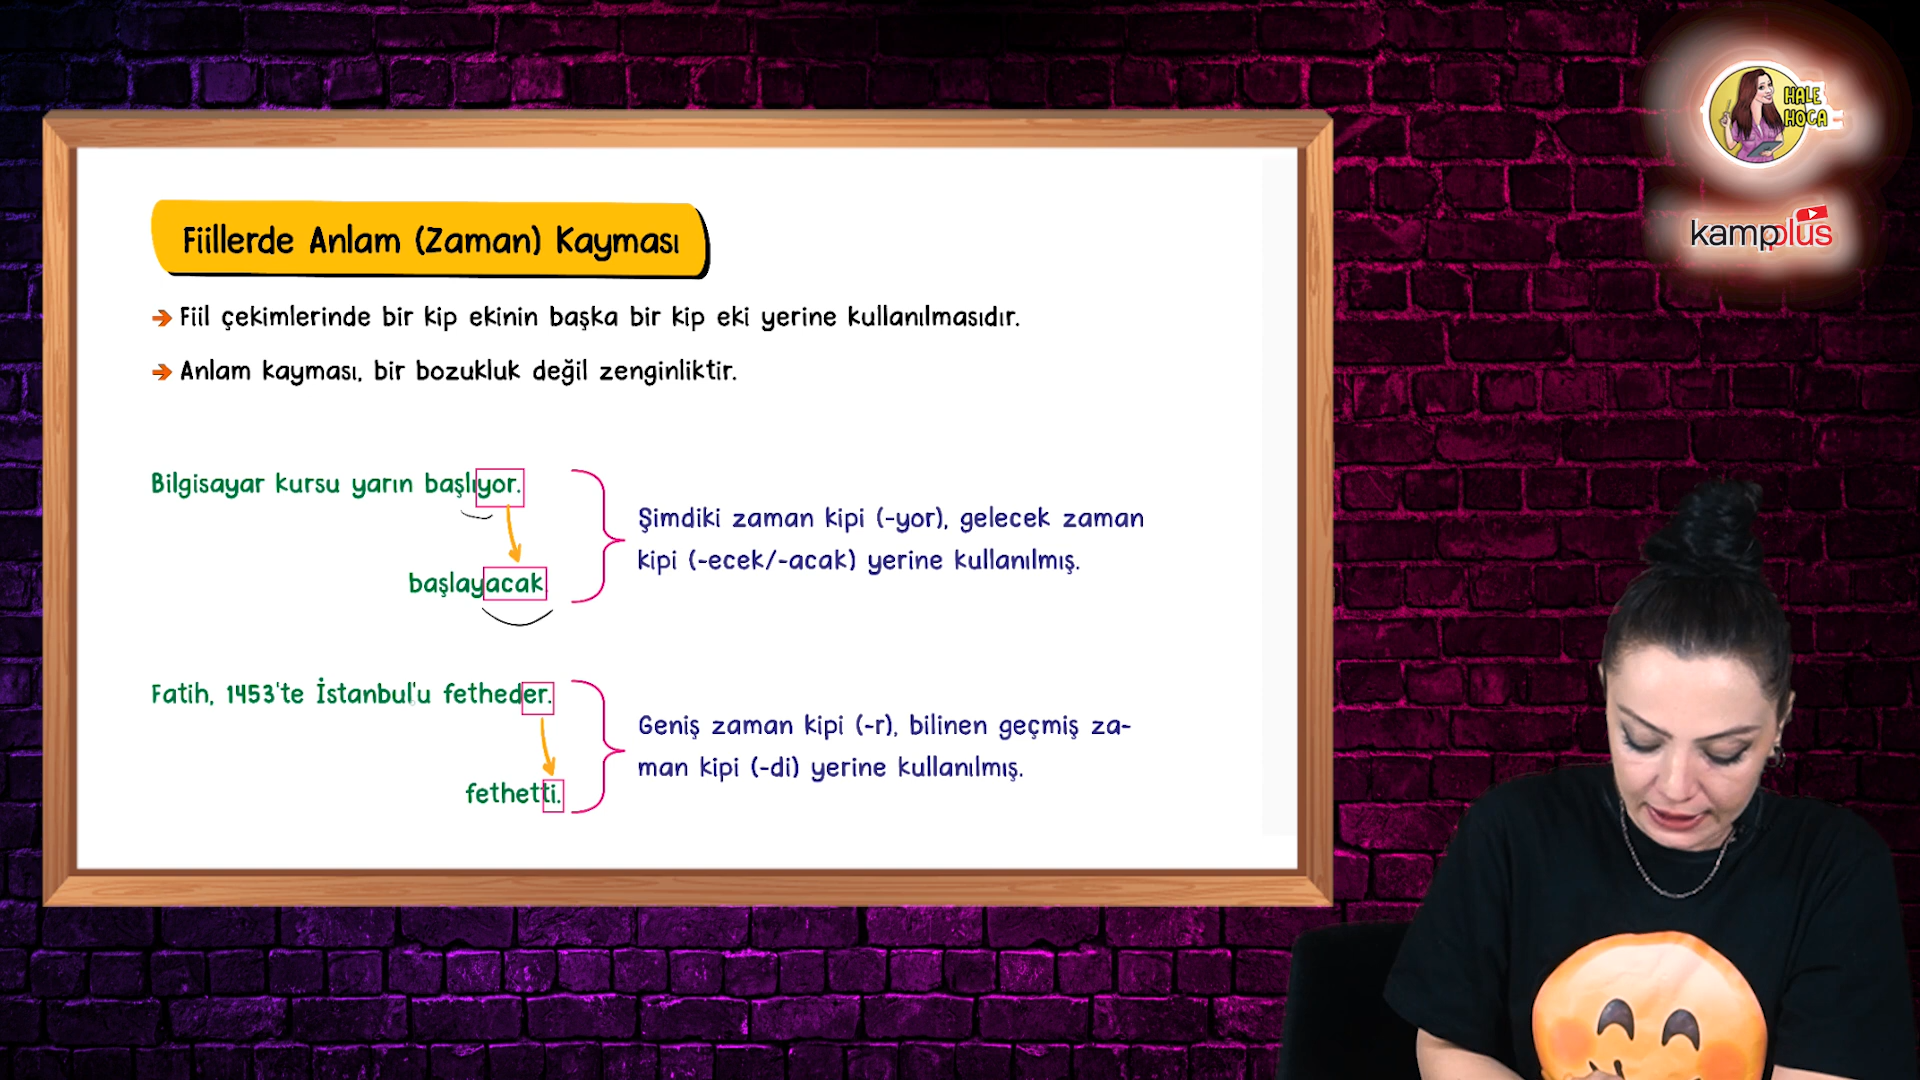 HALE
HOCA
kampplus
Fiillerde Anlam (Zaman) Kayması
Fiil çekimlerinde bir kip ekinin başka bir kip eki yerine kullanılmasıdır.
Anlam kayması, bir bozukluk değil zenginliktir.
Bilgisayar kursu yarın başlıyor.
başlayacak.
Şimdiki zaman kipi (-yor), gelecek zaman
kipi (-ecek/-acak) yerine kullanılmış.
Fatih, 1453'te İstanbul'u fetheder.
fethetti.
Geniş zaman kipi (-r), bilinen geçmiş za-
man kipi (-di) yerine kullanılmış.